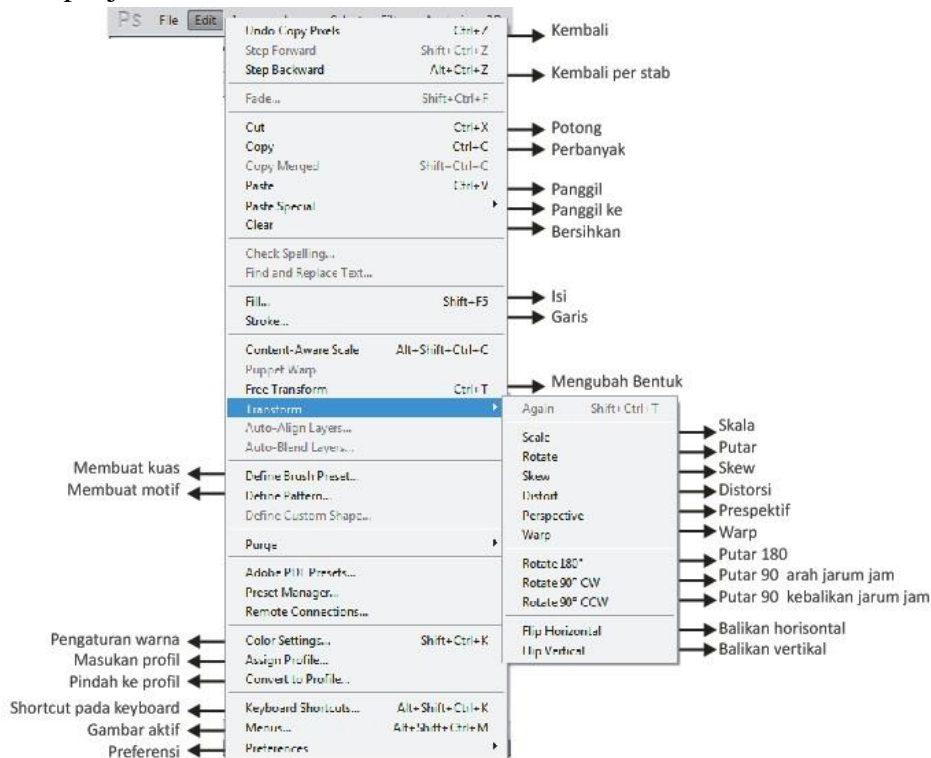 Ps File Edit
Undo Copy Pixels Ctrl+Z Kembali
Step Forward Shift+Ctrl+Z
Step Backward Alt+Ctrl+Z Kembali per stab
Fade... Shift+Ctrl+F
Cut Ctrl+X Potong
Copy Ctrl+C Perbanyak
Copy Merged Shift+Ctrl+C
Paste Ctrl+V Panggil
Paste Special Panggil ke
Clear Bersihkan
Check Spelling...
Find and Replace Text...
Fill... Shift+F5 Isi
Stroke... Garis
Content-Aware Scale Alt+Shift+Ctrl+C
Puppet Warp
Free Transform Ctrl+T Mengubah Bentuk
Transform Again Shift+Ctrl+T
Auto-Align Layers... Scale Skala
Auto-Blend Layers... Rotate Putar
Membuat kuas Define Brush Preset... Skew Skew
Membuat motif Define Pattern... Distort Distorsi
Define Custom Shape... Perspective Prespektif
Warp Warp
Purge
Rotate 180° Putar 180
Adobe PDF Presets... Rotate 90° CW Putar 90 arah jarum jam
Preset Manager... Rotate 90° CCW Putar 90 kebalikan jarum jam
Remote Connections...
Pengaturan warna Color Settings... Shift+Ctrl+K Flip Horizontal Balikan horisontal
Masukan profil Assign Profile... Flip Vertical Balikan vertikal
Pindah ke profil Convert to Profile...
Shortcut pada keyboard Keyboard Shortcuts... Alt+Shift+Ctrl+K
Gambar aktif Menus... Alt+Shift+Ctrl+M
Preferensi Preferences